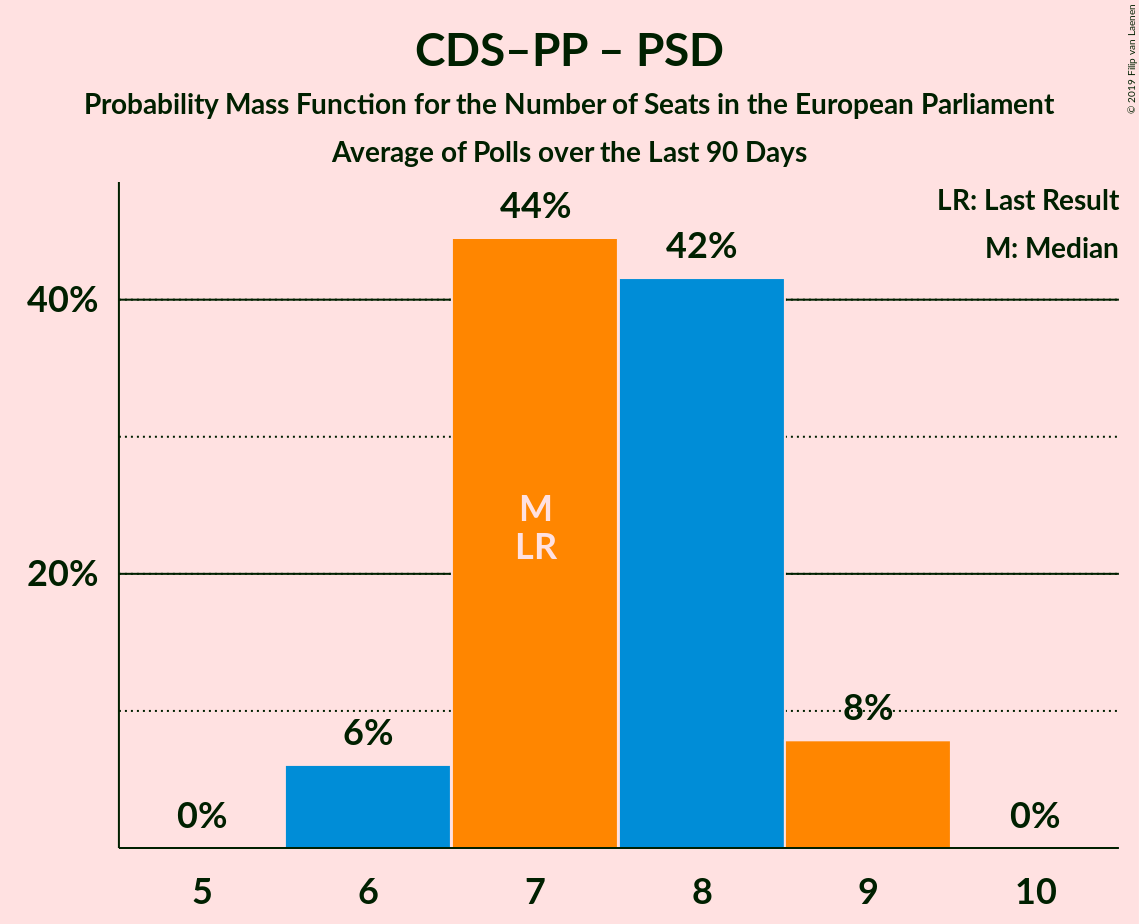 CDS–PP – PSD
Probability Mass Function for the Number of Seats in the European Parliament
Average of Polls over the Last 90 Days
© 2019 Filip van Laenen
LR: Last Result
M: Median
44%
42%
40%
M
LR
20%
8%
6%
0%
0%
5
6
7
8
9
10